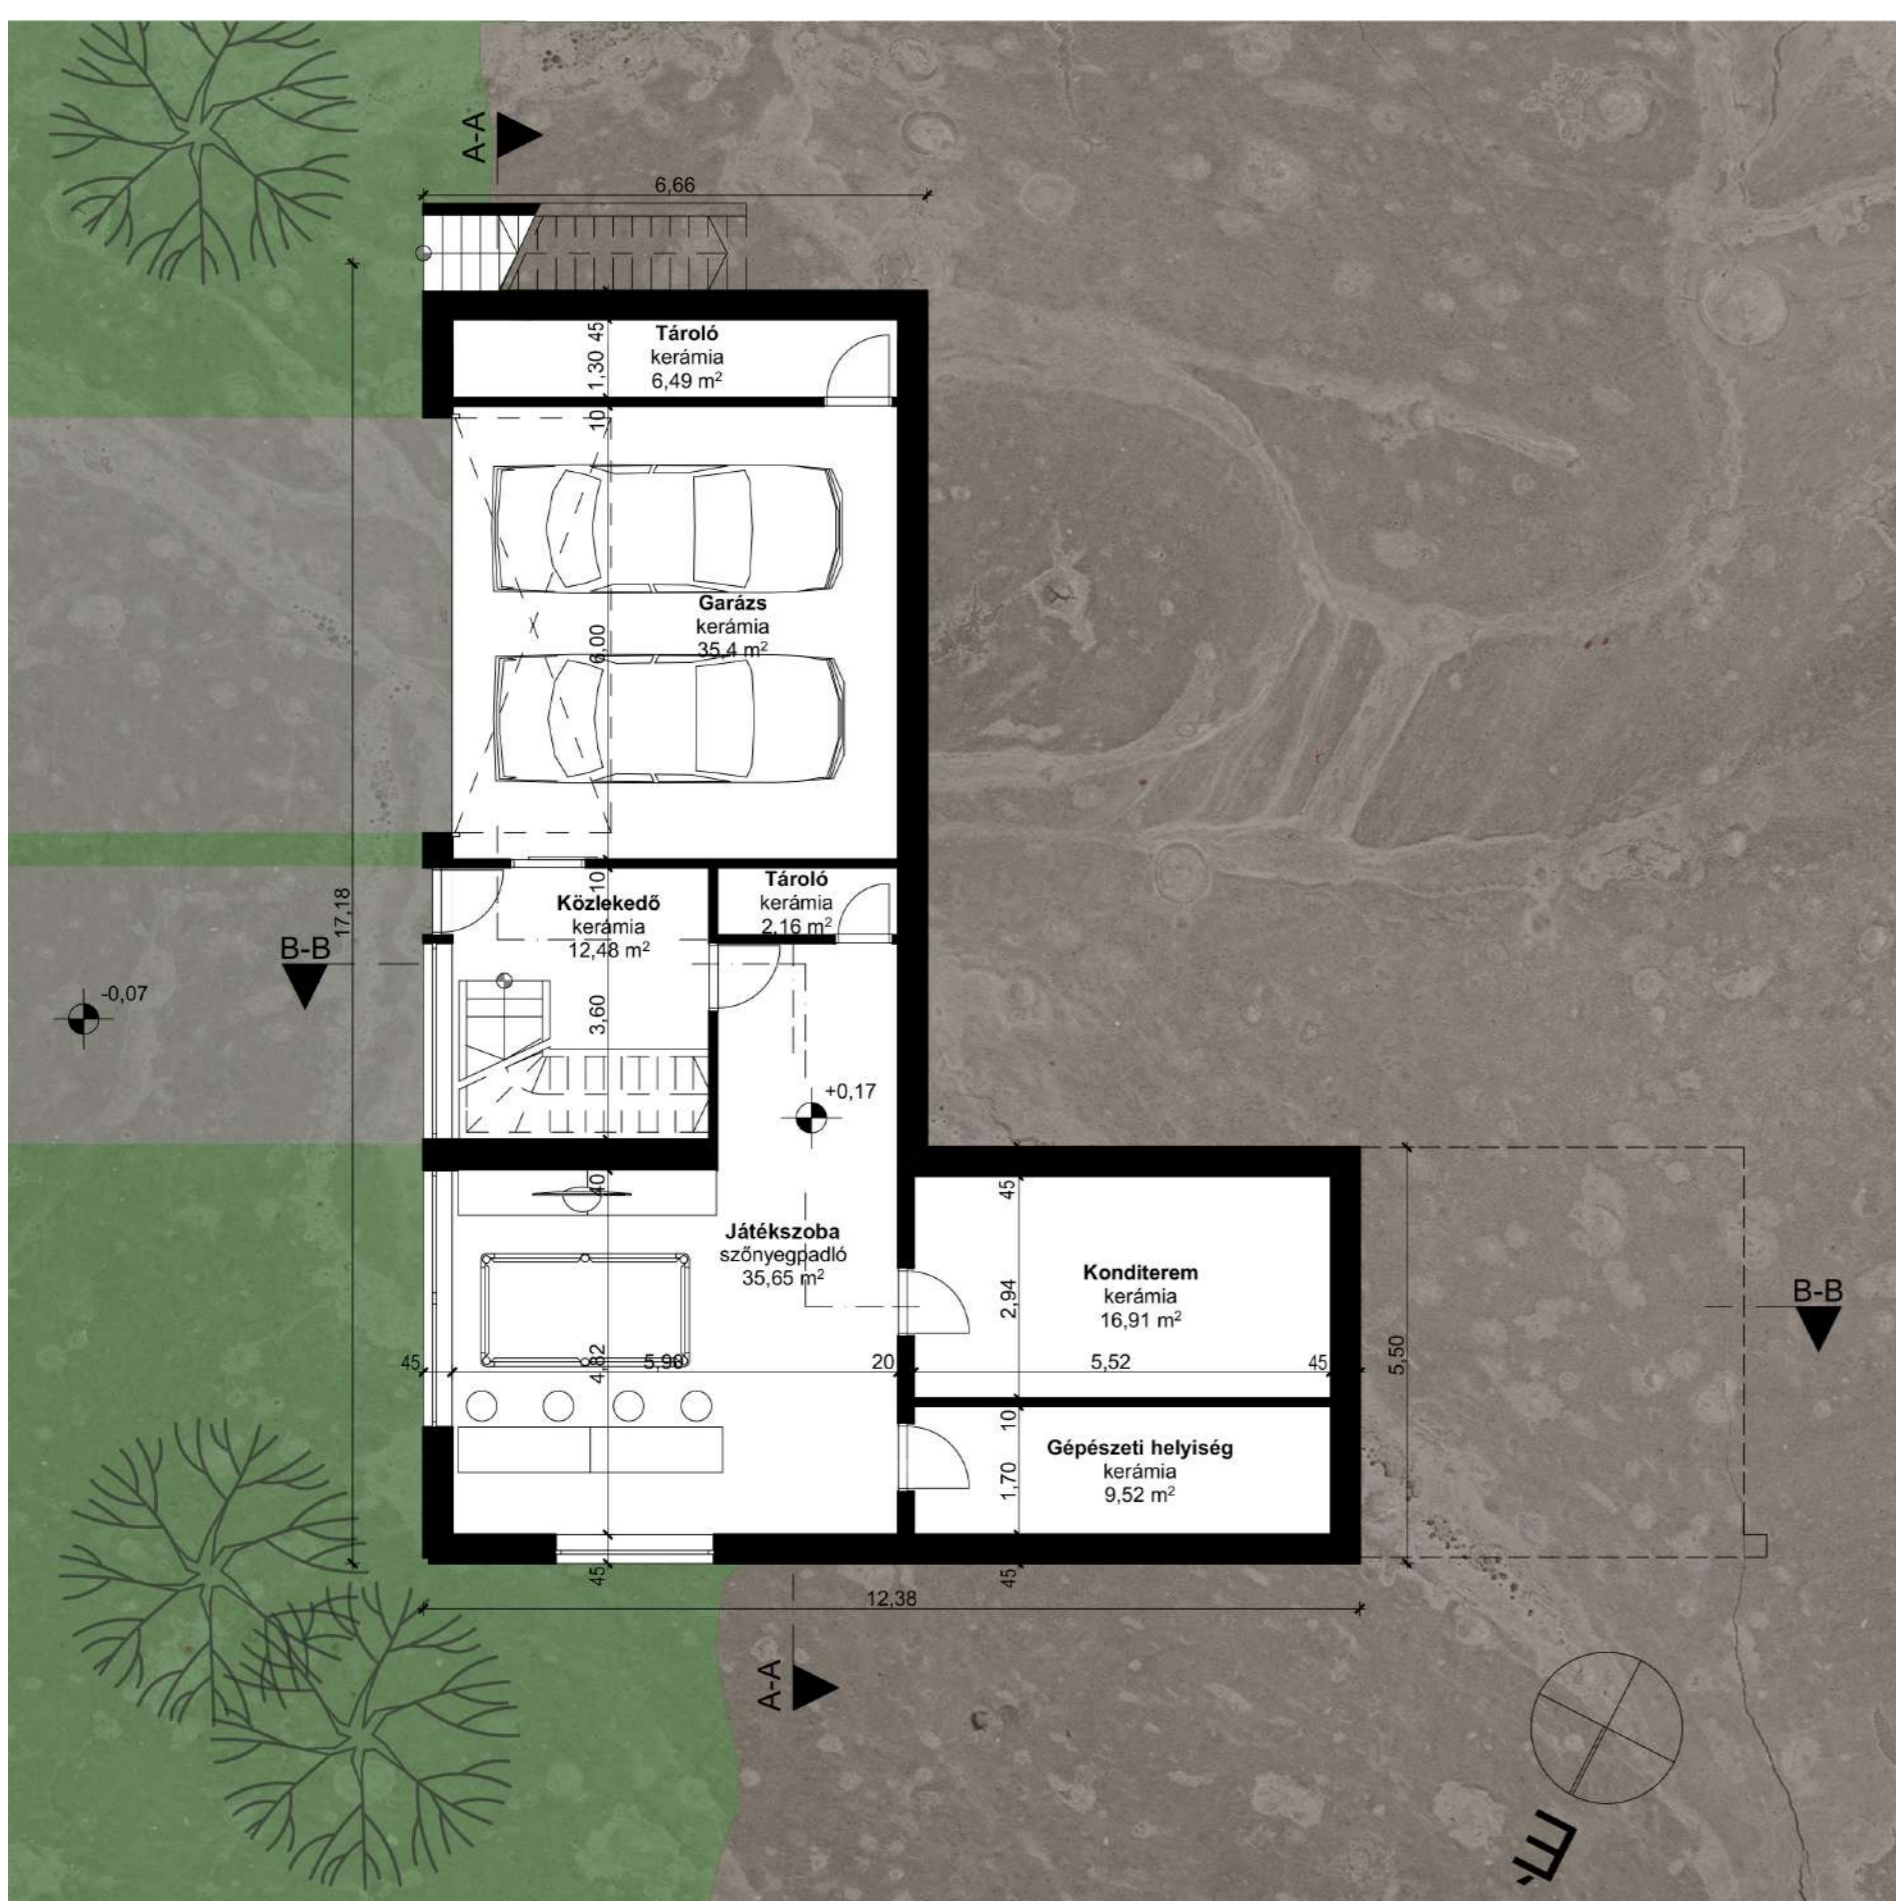 A-A
6,66
Tároló
kerámia
6,49 m²
45
1,30
10
Garázs
kerámia
35,4 m²
6,00
17,18
10
Közlekedő
kerámia
12,48 m²
Tároló
kerámia
2,16 m²
B-B
-0,07
3,60
+0,17
40
Játékszoba
szőnyegpadló
35,65 m²
45
Konditerem
kerámia
16,91 m²
2,94
B-B
45
4,82
20
5,52
45
5,50
10
Gépészeti helyiség
kerámia
9,52 m²
1,70
45
45
12,38
A-A
É